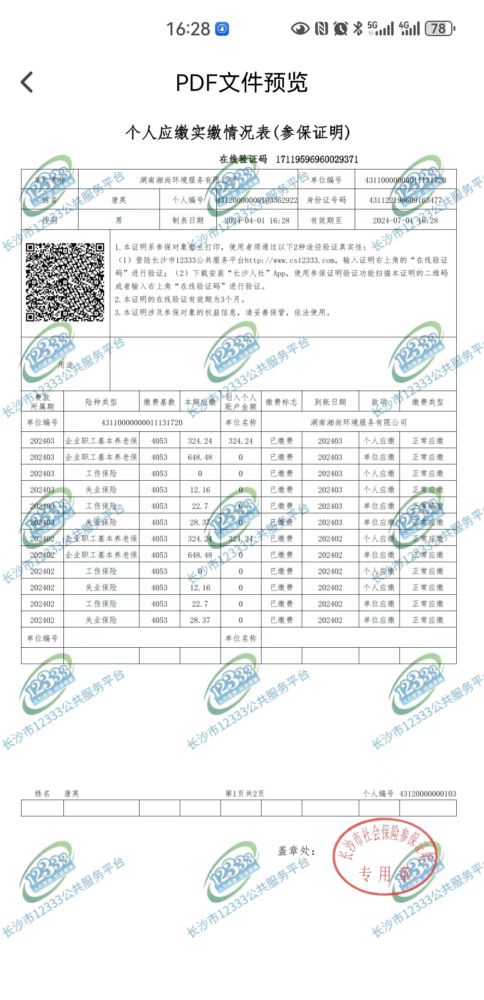 16:28
5G
4G
78
PDF文件预览
个人应缴实缴情况表(参保证明)
在线验证码 17119596960029371
单位名称 湖南湘尚环境服务有限公司 单位编号 43110000000011131720
姓名 唐英 个人编号 43120000000103362922 身份证号码 431122198609163477
性别 男 制表日期 2024-04-01 16:28 有效期至 2024-07-01 16:28
1.本证明系参保对象自主打印，使用者须通过以下2种途径验证真实性：
（1）登陆长沙市12333公共服务平台http://www.cs12333.com，输入证明右上角的“在线验证
码”进行验证；（2）下载安装“长沙人社”App，使用参保证明验证功能扫描本证明的二维码
或者输入右上角“在线验证码”进行验证。
2.本证明的在线验证有效期为3个月。
3.本证明涉及参保对象的权益信息，请妥善保管，依法使用。
用途
费款所属期 险种类型 缴费基数 本期应缴 划入个人账户金额 缴费标志 到账日期 款项 缴费类型
单位编号 43110000000011131720 单位名称 湖南湘尚环境服务有限公司
202403 企业职工基本养老保 4053 324.24 324.24 已缴费 202403 个人应缴 正常应缴
202403 企业职工基本养老保 4053 648.48 0 已缴费 202403 单位应缴 正常应缴
202403 工伤保险 4053 0 0 已缴费 202403 个人应缴 正常应缴
202403 失业保险 4053 12.16 0 已缴费 202403 个人应缴 正常应缴
202403 工伤保险 4053 22.7 0 已缴费 202403 单位应缴 正常应缴
202403 失业保险 4053 28.37 0 已缴费 202403 单位应缴 正常应缴
202402 企业职工基本养老保 4053 324.24 324.24 已缴费 202402 个人应缴 正常应缴
202402 企业职工基本养老保 4053 648.48 0 已缴费 202402 单位应缴 正常应缴
202402 工伤保险 4053 0 0 已缴费 202402 个人应缴 正常应缴
202402 失业保险 4053 12.16 0 已缴费 202402 个人应缴 正常应缴
202402 工伤保险 4053 22.7 0 已缴费 202402 单位应缴 正常应缴
202402 失业保险 4053 28.37 0 已缴费 202402 单位应缴 正常应缴
单位编号 单位名称
姓名 唐英 第1页共2页 个人编号 43120000000103
盖章处：
长沙市社会保险参保证明
专用章
12333
人力资源 社会保障
长沙市12333公共服务平台